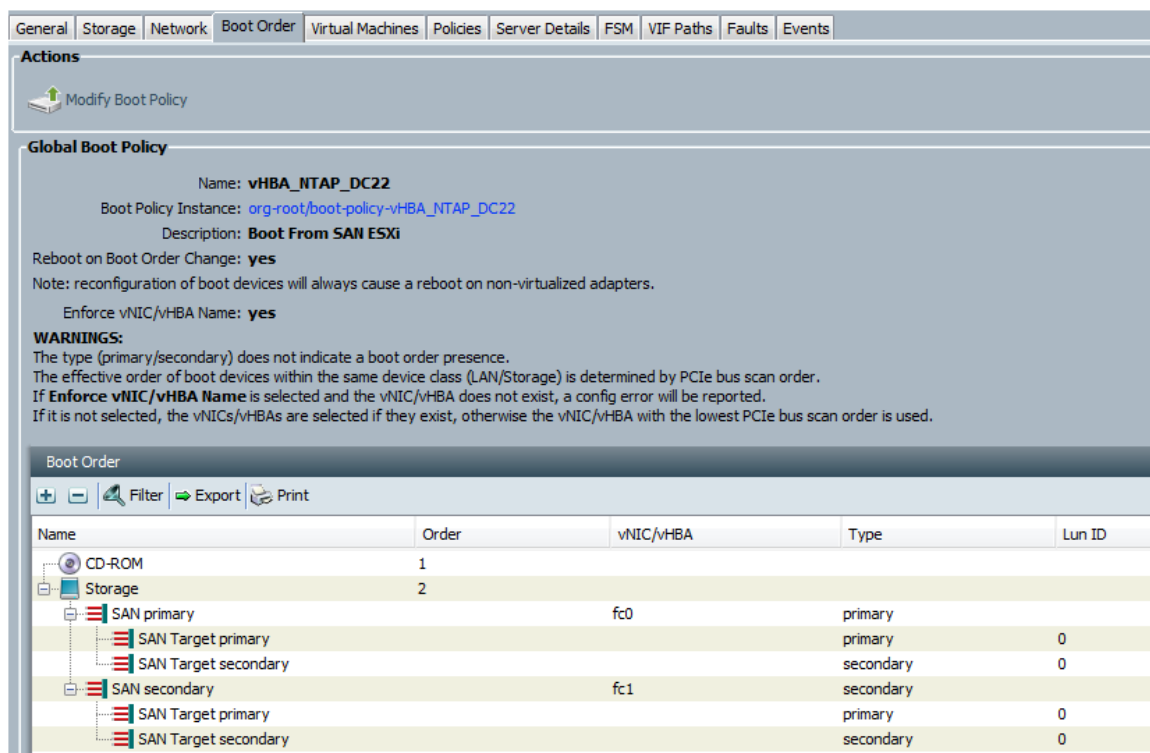 General Storage Network Boot Order Virtual Machines Policies Server Details FSM VIF Paths Faults Events
Actions
Modify Boot Policy
Global Boot Policy
Name: vHBA_NTAP_DC22
Boot Policy Instance: org-root/boot-policy-vHBA_NTAP_DC22
Description: Boot From SAN ESXi
Reboot on Boot Order Change: yes
Note: reconfiguration of boot devices will always cause a reboot on non-virtualized adapters.
Enforce vNIC/vHBA Name: yes
WARNINGS:
The type (primary/secondary) does not indicate a boot order presence.
The effective order of boot devices within the same device class (LAN/Storage) is determined by PCIe bus scan order.
If Enforce vNIC/vHBA Name is selected and the vNIC/vHBA does not exist, a config error will be reported.
If it is not selected, the vNICs/vHBAs are selected if they exist, otherwise the vNIC/vHBA with the lowest PCIe bus scan order is used.
Boot Order
Filter Export Print
Name Order vNIC/vHBA Type Lun ID
CD-ROM 1
Storage 2
SAN primary fc0 primary
SAN Target primary primary 0
SAN Target secondary secondary 0
SAN secondary fc1 secondary
SAN Target primary primary 0
SAN Target secondary secondary 0